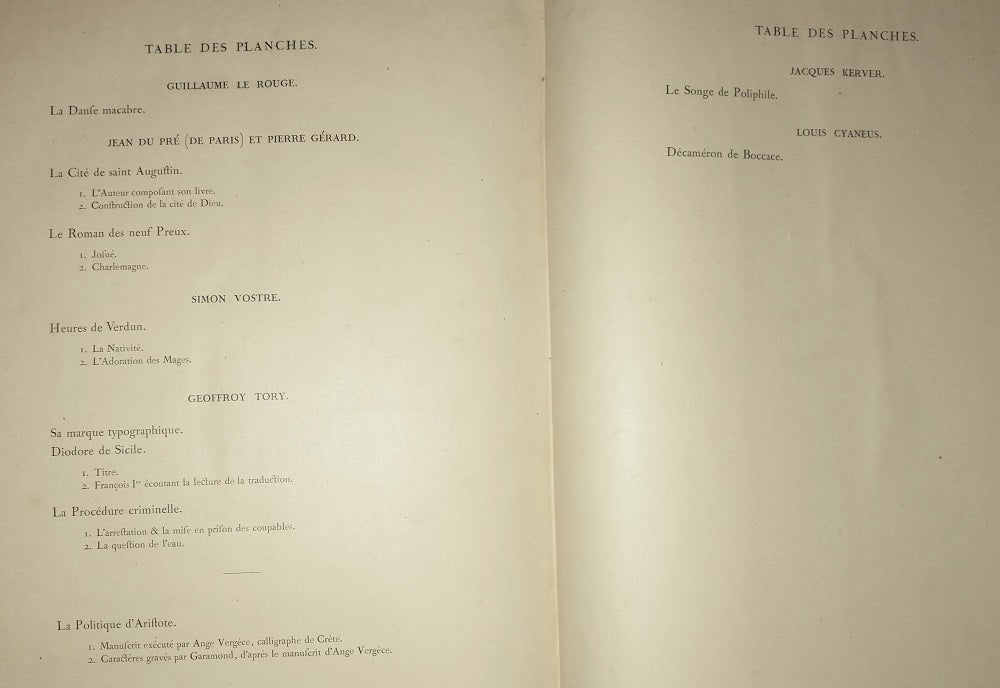 TABLE DES PLANCHES.
GUILLAUME LE ROUGE.
La Danſe macabre.
JEAN DU PRÉ (DE PARIS) ET PIERRE GÉRARD.
La Cité de saint Auguſtin.
1. L'Auteur compoſant son livre.
2. Conſtruction de la cité de Dieu.
Le Roman des neuf Preux.
1. Joſué.
2. Charlemagne.
SIMON VOSTRE.
Heures de Verdun.
1. La Nativité.
2. L'Adoration des Mages.
GEOFFROY TORY.
Sa marque typographique.
Diodore de Sicile.
1. Titre.
2. François Iᵉʳ écoutant la lecture de la traduction.
La Procédure criminelle.
1. L'arreſtation & la miſe en priſon des coupables.
2. La queſtion de l'eau.
La Politique d'Ariſtote.
1. Manuſcrit exécuté par Ange Vergéce, calligraphe de Crète.
2. Caractères gravés par Garamond, d'après le manuſcrit d'Ange Vergéce.
TABLE DES PLANCHES.
JACQUES KERVER.
Le Songe de Poliphile.
LOUIS CYANEUS.
Décaméron de Boccace.